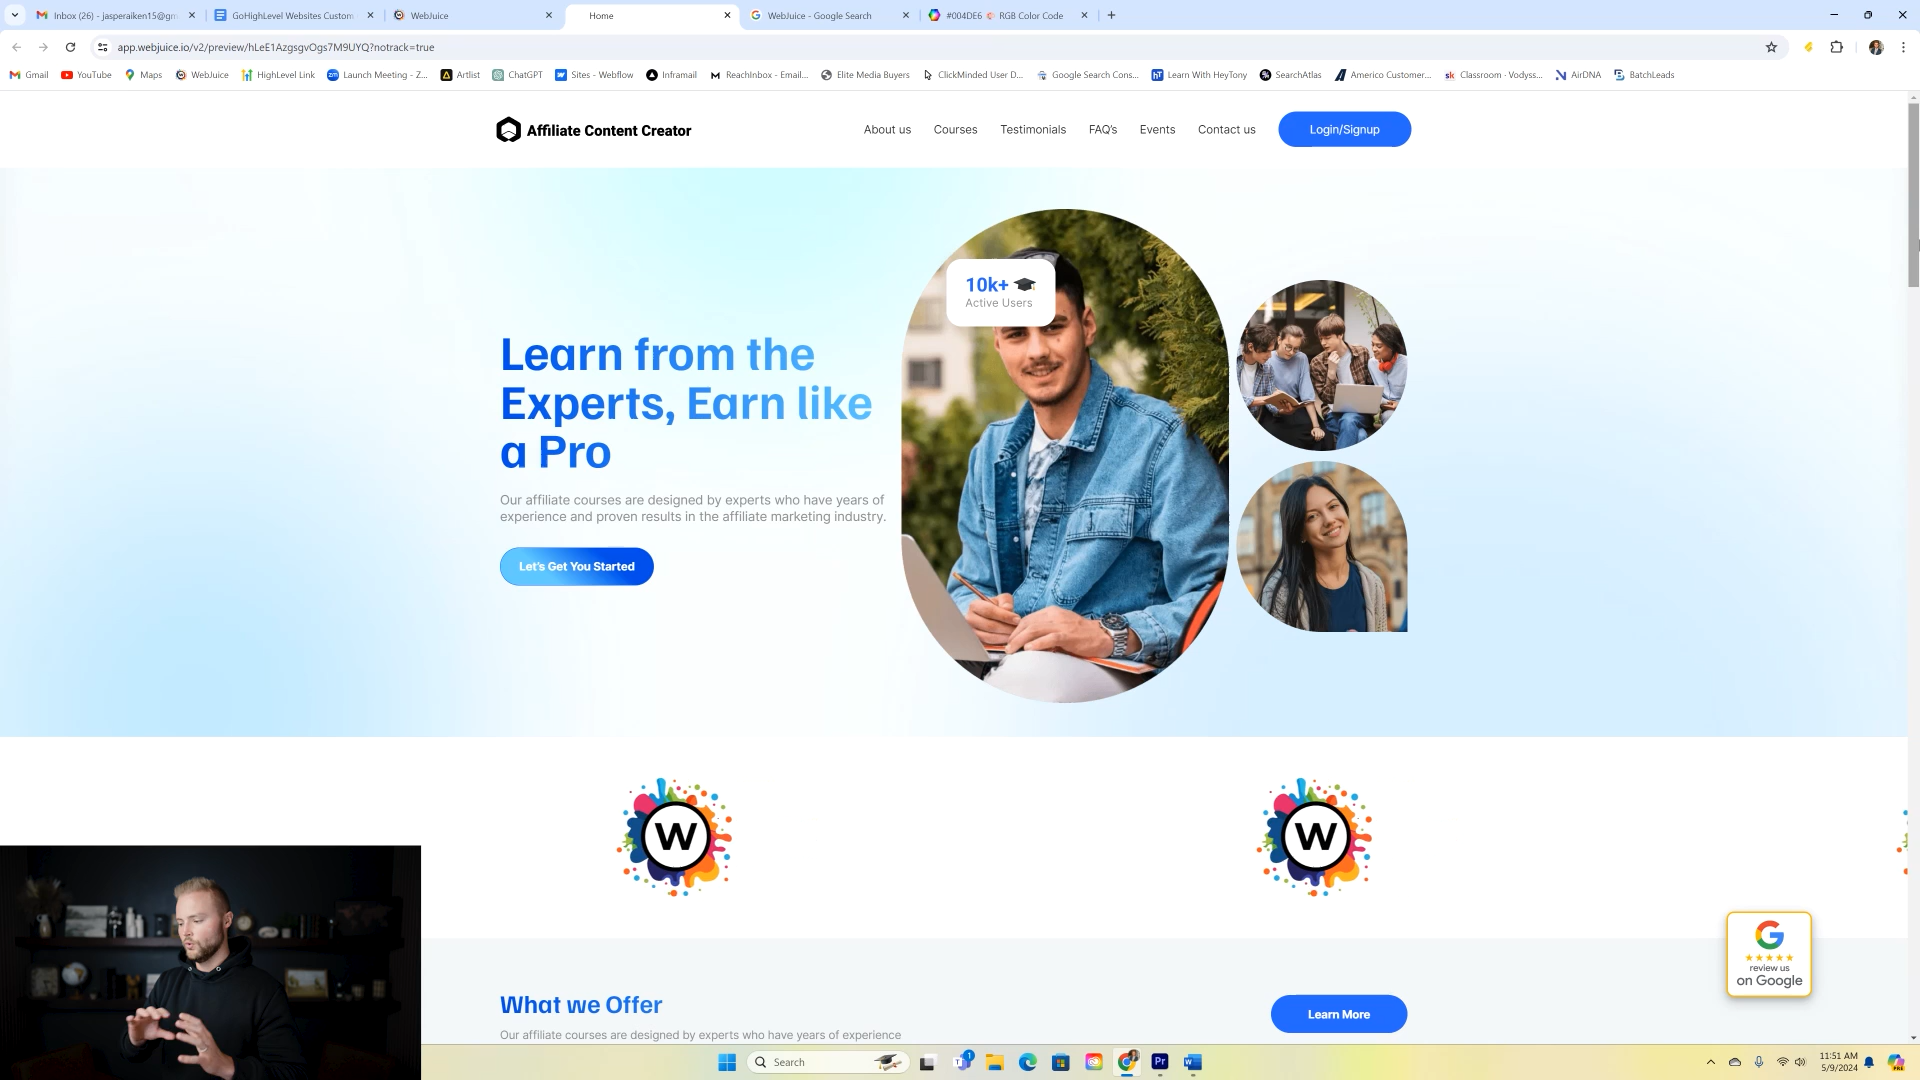 Inbox (26) - jasperaiken15@gm
GoHighLevel Websites Custom
WebJuice
Home
WebJuice - Google Search
#004DE6 RGB Color Code
app.webjuice.io/v2/preview/hLeE1AzgsgvOgs7M9UYQ?notrack=true
Gmail
YouTube
Maps
WebJuice
HighLevel Link
Launch Meeting - Z...
Artlist
ChatGPT
Sites - Webflow
Inframail
ReachInbox - Email...
Elite Media Buyers
ClickMinded User D...
Google Search Cons...
Learn With HeyTony
SearchAtlas
Americo Customer...
Classroom - Vodyss...
AirDNA
BatchLeads
Affiliate Content Creator
About us
Courses
Testimonials
FAQ's
Events
Contact us
Login/Signup
10k+
Active Users
Learn from the
Experts, Earn like
a Pro
Our affiliate courses are designed by experts who have years of
experience and proven results in the affiliate marketing industry.
Let's Get You Started
W
W
G
review us
on Google
What we Offer
Our affiliate courses are designed by experts who have years of experience
Learn More
Search
1
Pr
W
11:51 AM
5/9/2024